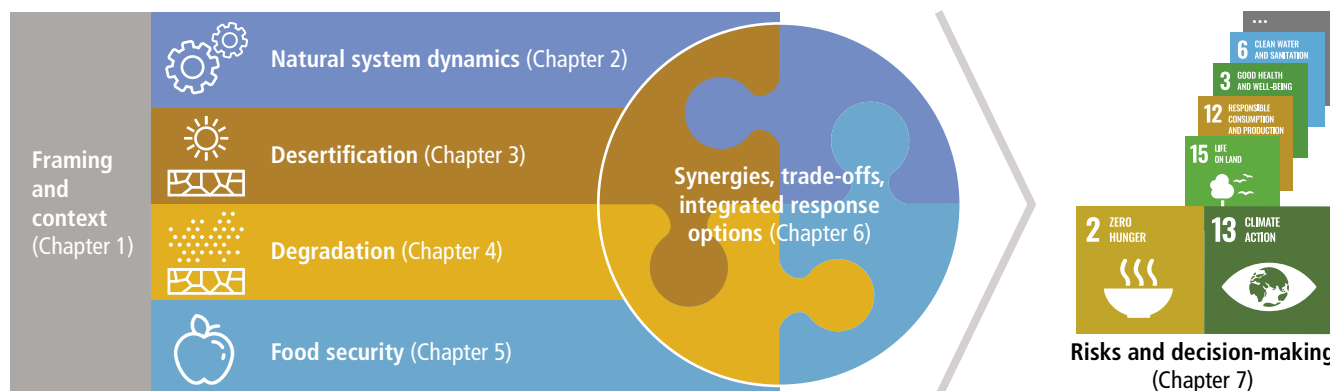 Framing
and
context
(Chapter 1)
Natural system dynamics (Chapter 2)
Desertification (Chapter 3)
Degradation (Chapter 4)
Food security (Chapter 5)
Synergies, trade-offs,
integrated response
options (Chapter 6)
...
6 CLEAN WATER
AND SANITATION
3 GOOD HEALTH
AND WELL-BEING
12 RESPONSIBLE
CONSUMPTION
AND PRODUCTION
15 LIFE
ON LAND
2 ZERO
HUNGER
13 CLIMATE
ACTION
Risks and decision-making
(Chapter 7)